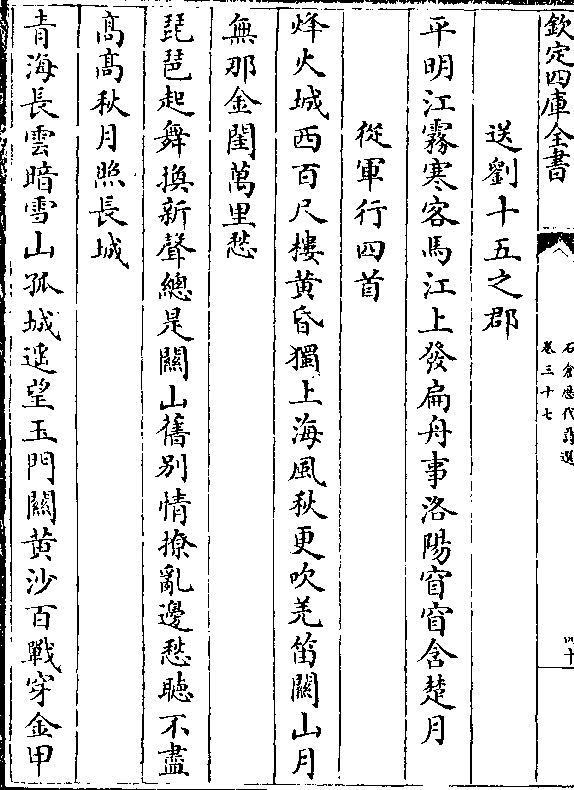 欽定四庫全書
石倉歷代詩選
卷三十七
四十
送劉十五之郡
平明江霧寒客馬江上發扁舟事洛陽窅窅含楚月
從軍行四首
烽火城西百尺樓黄昏獨上海風秋更吹羌笛關山月
無那金閨萬里愁
琵琶起舞換新聲總是關山舊别情撩亂邊愁聽不盡
髙髙秋月照長城
青海長雲暗雪山孤城遥望玉門關黄沙百戰穿金甲